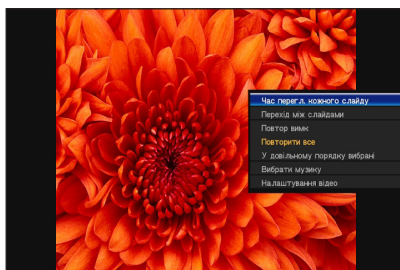 Час перегл. кожного слайду
Перехід між слайдами
Повтор вимк
Повторити все
У довільному порядку вибрані
Вибрати музику
Налаштування відео